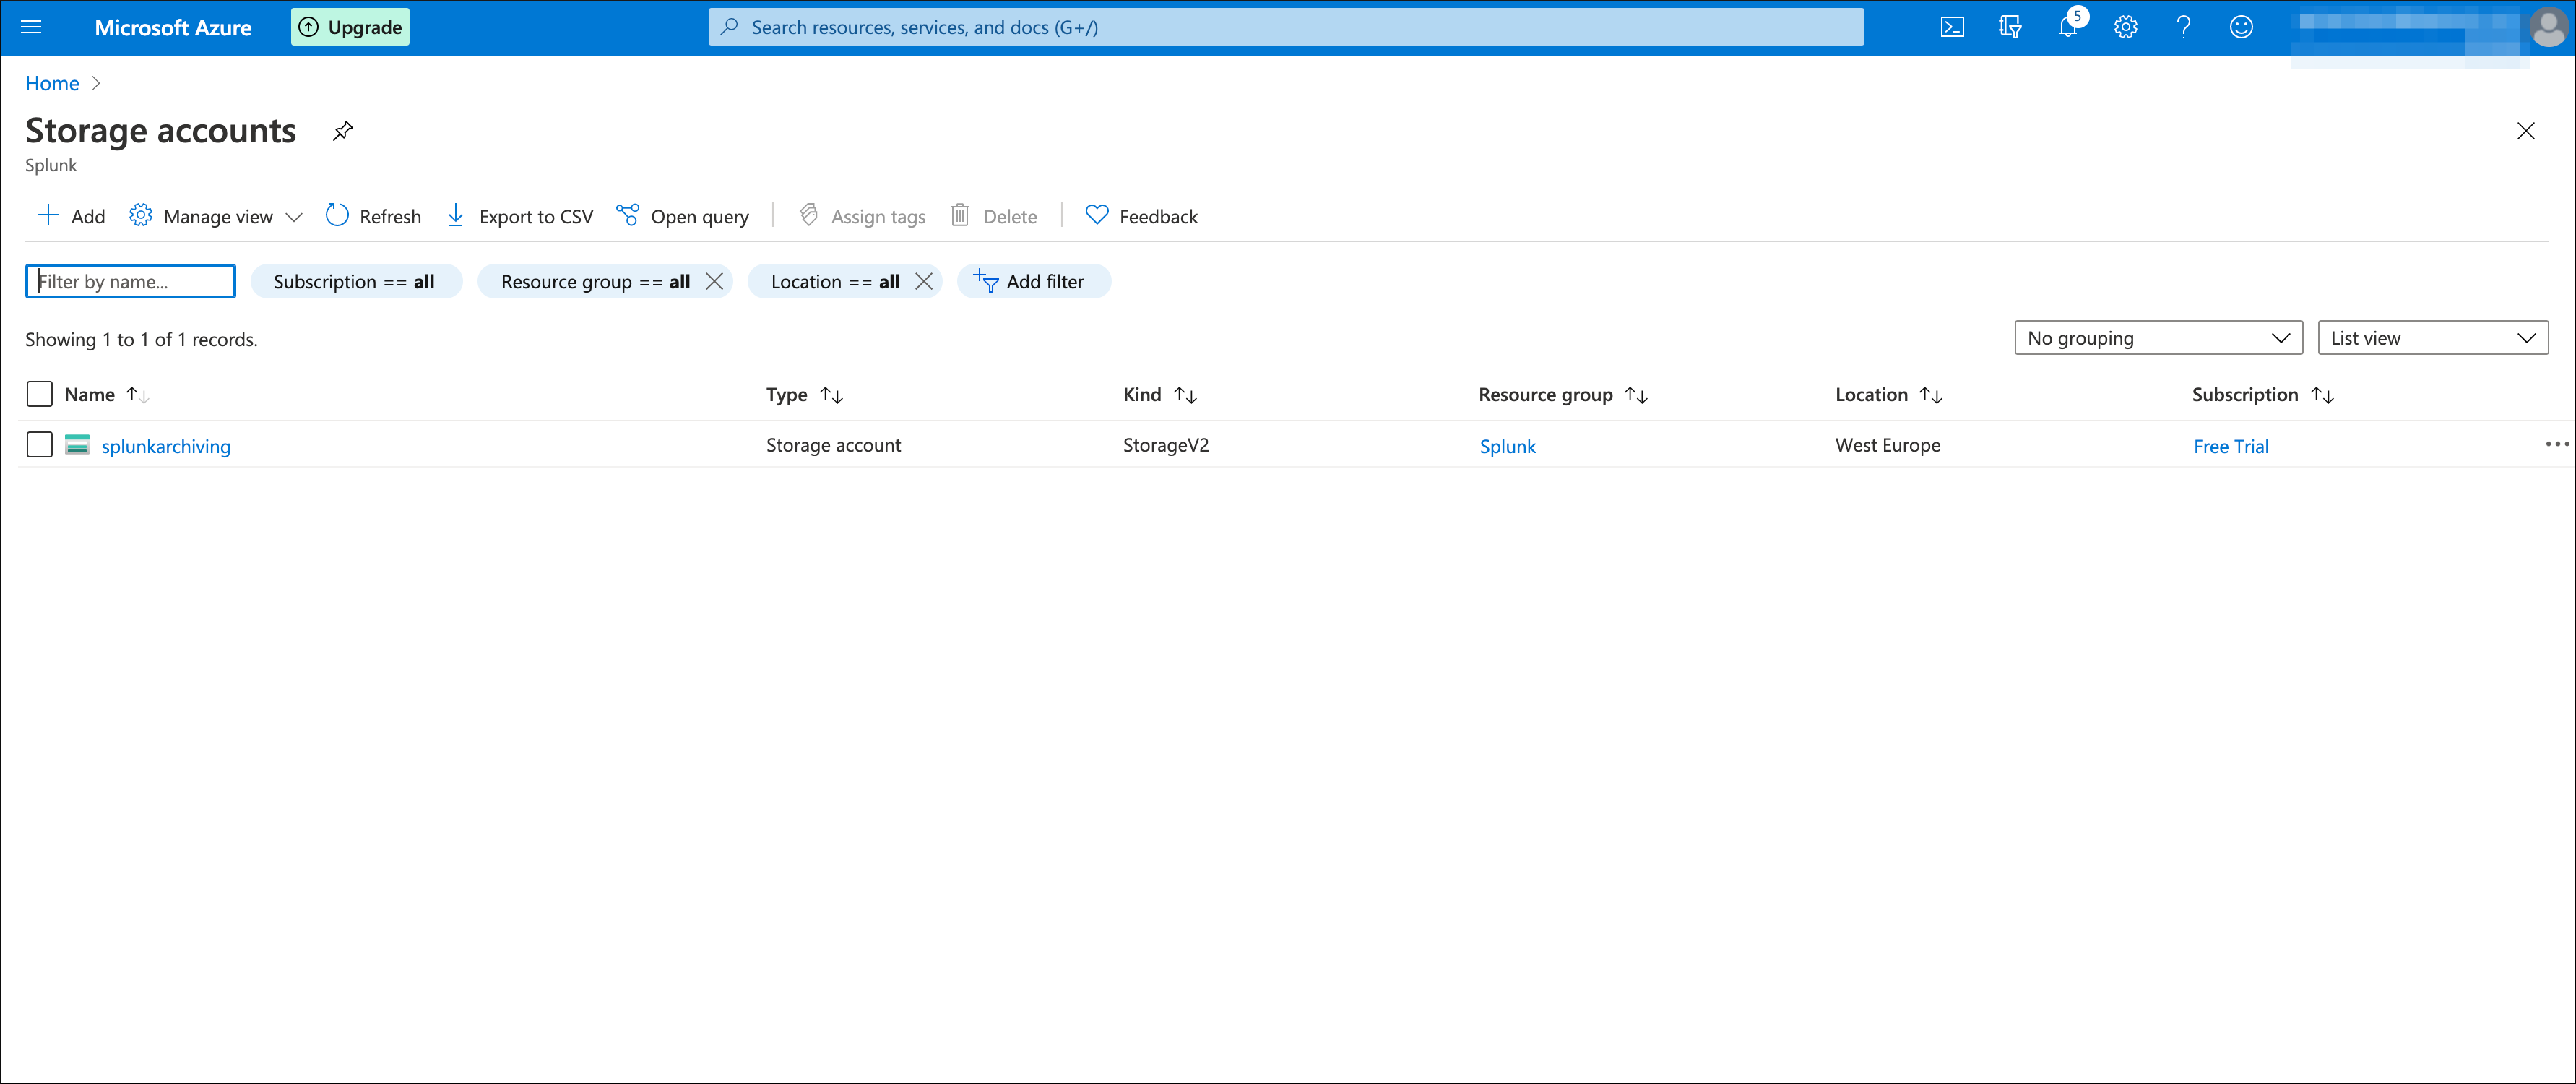 Microsoft Azure Upgrade Search resources, services, and docs (G+/) 5
Home
Storage accounts
Splunk
Add Manage view Refresh Export to CSV Open query Assign tags Delete Feedback
Filter by name... Subscription == all Resource group == all Location == all Add filter
Showing 1 to 1 of 1 records. No grouping List view
Name Type Kind Resource group Location Subscription
splunkarchiving Storage account StorageV2 Splunk West Europe Free Trial